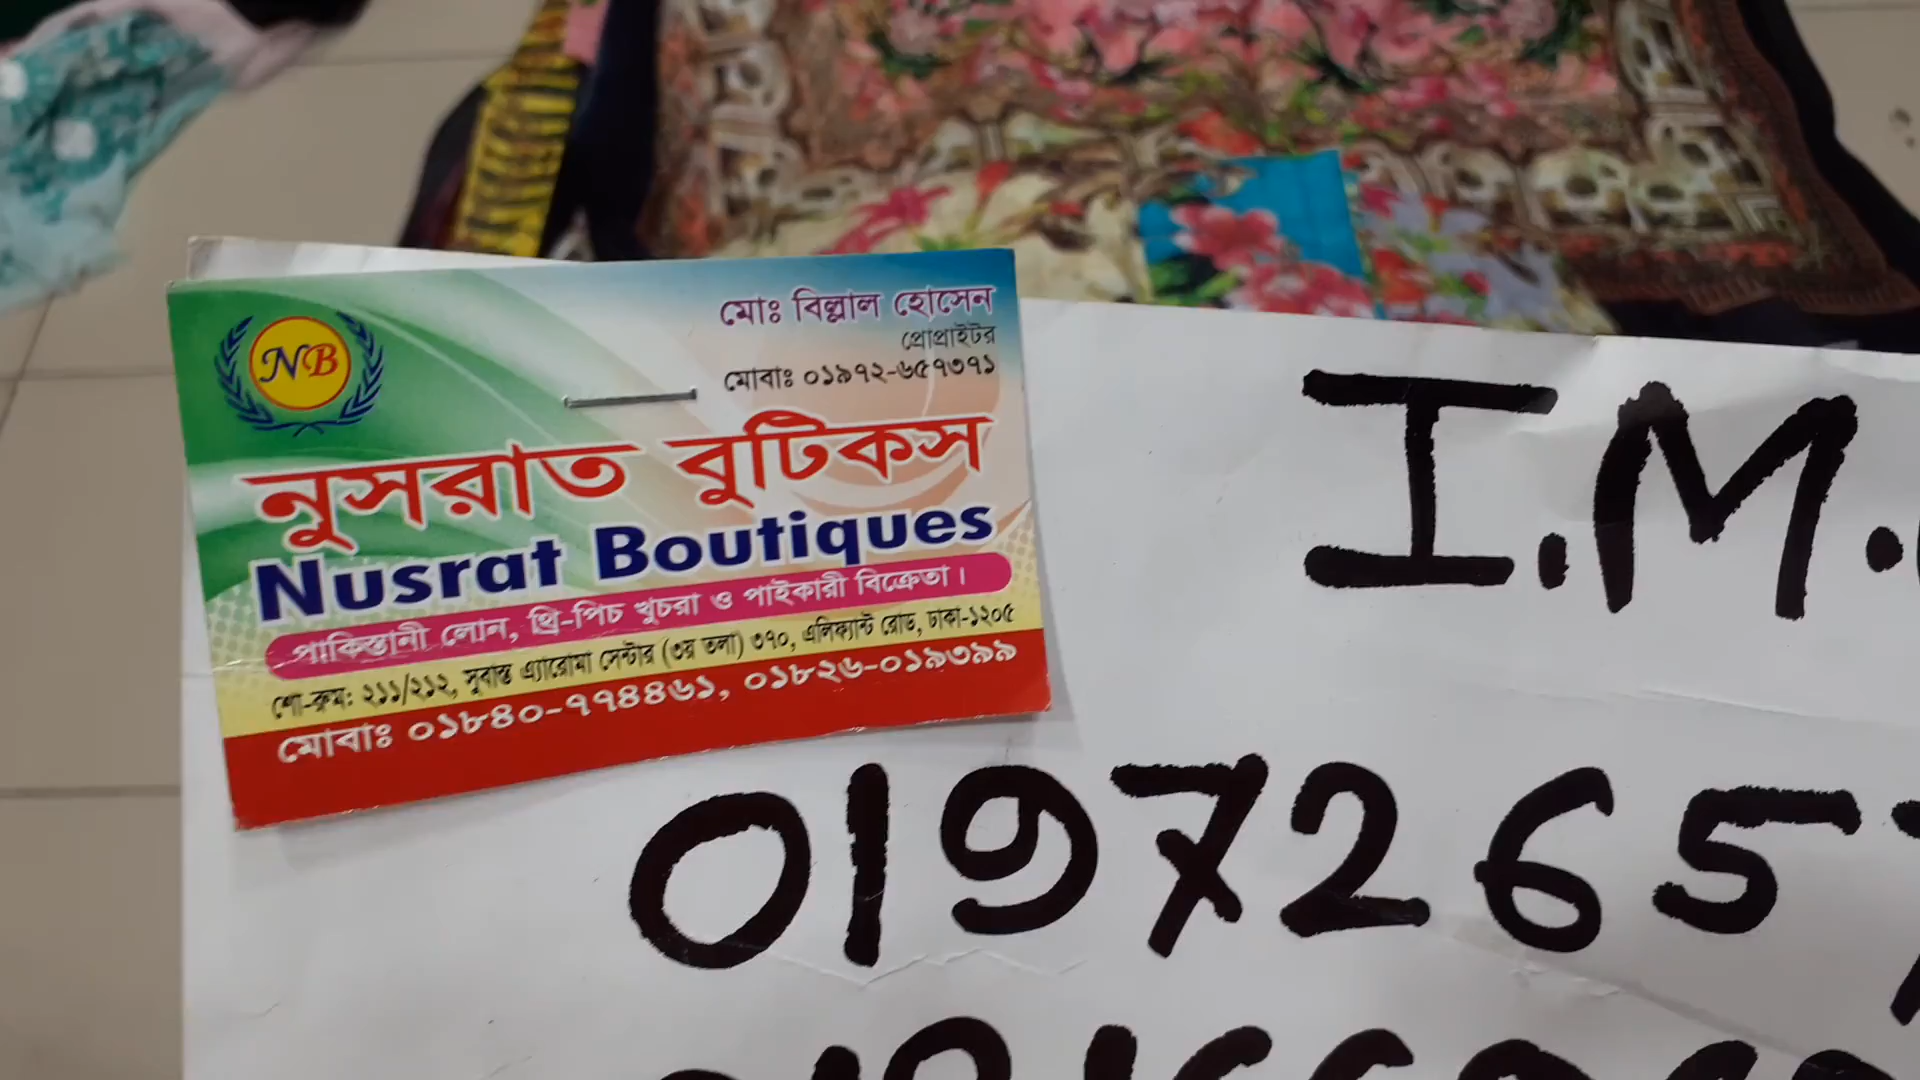 NB
মোঃ বিল্লাল হোসেন
প্রোপ্রাইটর
মোবাঃ ০১৯৭২-৬৫৭৩৭১
নুসরাত বুটিকস
Nusrat Boutiques
পাকিস্তানী লোন, থ্রি-পিচ খুচরা ও পাইকারী বিক্রেতা।
শো-রুম: ২১১/২১২, সুবাস্ত এ্যারোমা সেন্টার (৩য় তলা) ৩৭০, এলিফ্যান্ট রোড, ঢাকা-১২০৫
মোবাঃ ০১৮৪০-৭৭৪৪৬১, ০১৮২৬-০১৯৩৯৯
I.M.
0197265